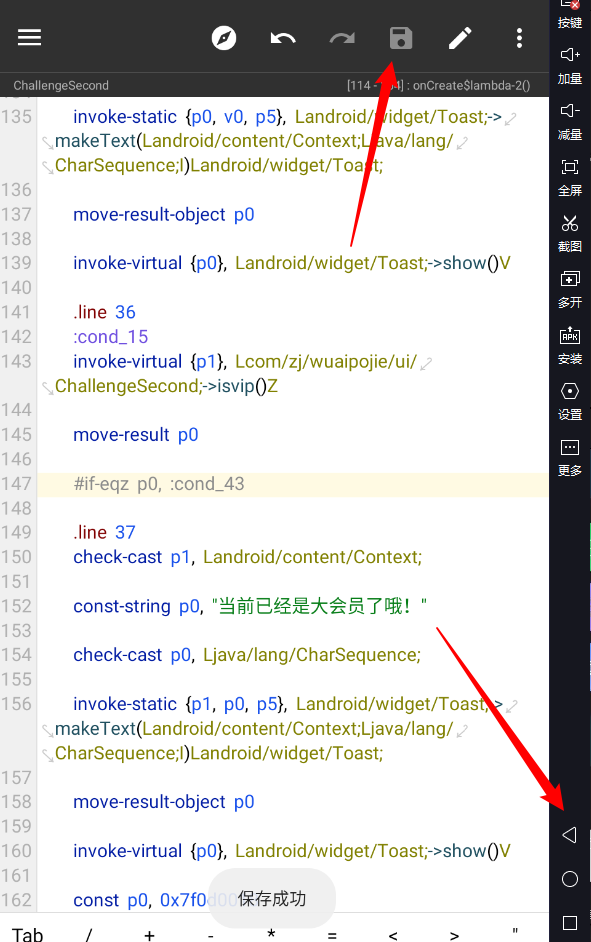 ChallengeSecond
[114 - 184] : onCreate$lambda-2()
135 invoke-static {p0, v0, p5}, Landroid/widget/Toast;->
makeText(Landroid/content/Context;Ljava/lang/
CharSequence;I)Landroid/widget/Toast;
136
137 move-result-object p0
138
139 invoke-virtual {p0}, Landroid/widget/Toast;->show()V
140
141 .line 36
142 :cond_15
143 invoke-virtual {p1}, Lcom/zj/wuaipojie/ui/
ChallengeSecond;->isvip()Z
144
145 move-result p0
146
147 #if-eqz p0, :cond_43
148
149 .line 37
150 check-cast p1, Landroid/content/Context;
151
152 const-string p0, "当前已经是大会员了哦！"
153
154 check-cast p0, Ljava/lang/CharSequence;
155
156 invoke-static {p1, p0, p5}, Landroid/widget/Toast;->
makeText(Landroid/content/Context;Ljava/lang/
CharSequence;I)Landroid/widget/Toast;
157
158 move-result-object p0
159
160 invoke-virtual {p0}, Landroid/widget/Toast;->show()V
161
162 const p0,
保存成功
Tab / + - * = < > "
按键
加量
减量
全屏
截图
多开
APK
安装
设置
更多